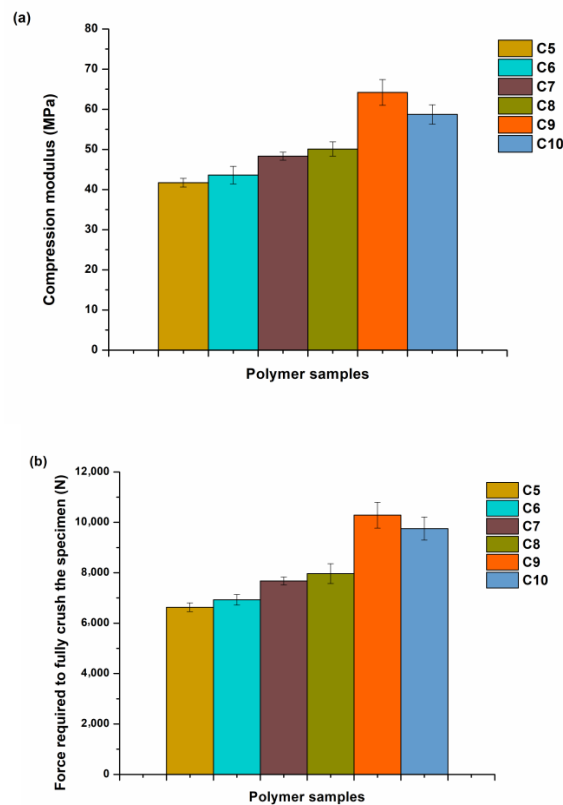 (a)
80
70
60
50
40
30
20
10
0
Compression modulus (MPa)
Polymer samples
C5
C6
C7
C8
C9
C10
(b)
12,000
10,000
8,000
6,000
4,000
2,000
0
Force required to fully crush the specimen (N)
Polymer samples
C5
C6
C7
C8
C9
C10